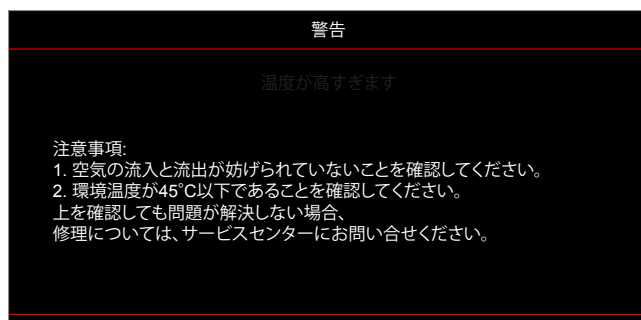 警告
温度が高すぎます
注意事項:
1. 空気の流入と流出が妨げられていないことを確認してください。
2. 環境温度が45°C以下であることを確認してください。
上を確認しても問題が解決しない場合、
修理については、サービスセンターにお問い合せください。